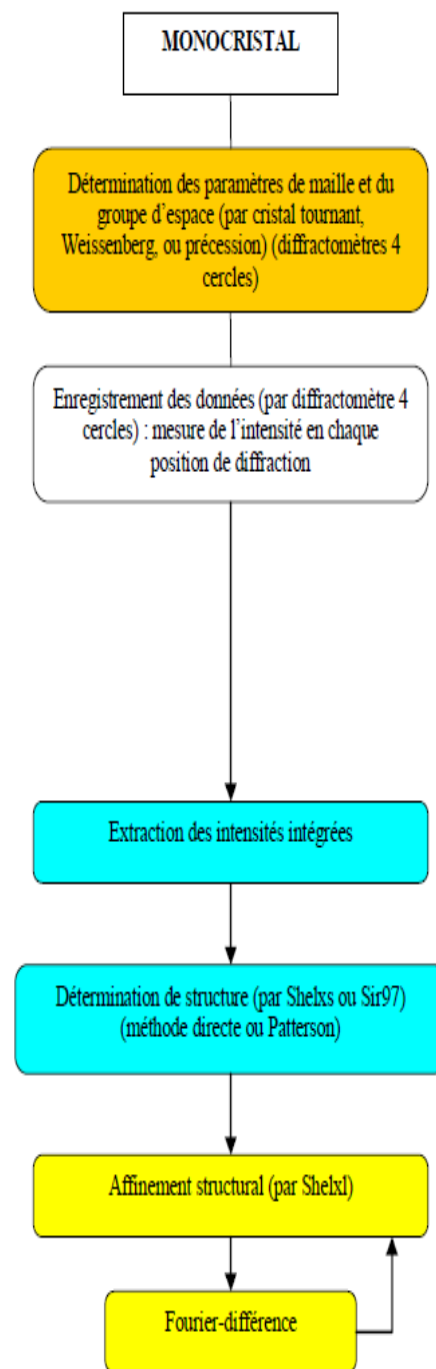 MONOCRISTAL
Détermination des paramètres de maille et du
groupe d'espace (par cristal tournant,
Weissenberg, ou précession) (diffractomètres 4
cercles)
Enregistrement des données (par diffractomètre 4
cercles) : mesure de l'intensité en chaque
position de diffraction
Extraction des intensités intégrées
Détermination de structure (par Shelxs ou Sir97)
(méthode directe ou Patterson)
Affinement structural (par Shelxl)
Fourier-différence